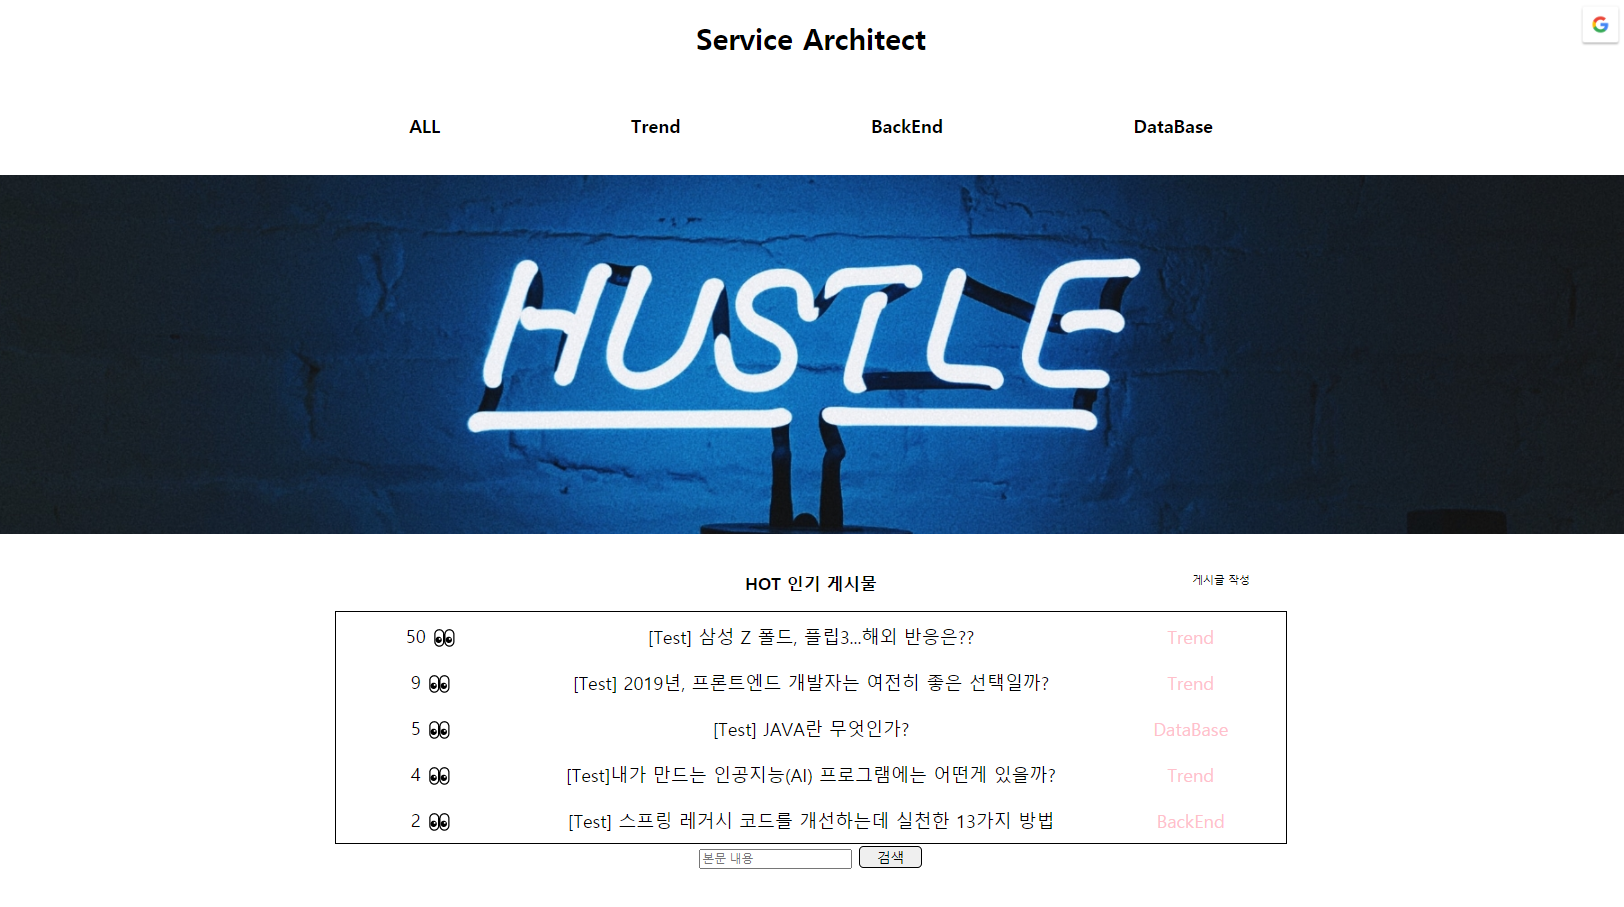 Service Architect
G
ALL Trend BackEnd DataBase
HUSTLE
HOT 인기 게시물
게시글 작성
50 👀 [Test] 삼성 Z 폴드, 플립3...해외 반응은?? Trend
9 👀 [Test] 2019년, 프론트엔드 개발자는 여전히 좋은 선택일까? Trend
5 👀 [Test] JAVA란 무엇인가? DataBase
4 👀 [Test]내가 만드는 인공지능(AI) 프로그램에는 어떤게 있을까? Trend
2 👀 [Test] 스프링 레거시 코드를 개선하는데 실천한 13가지 방법 BackEnd
본문 내용 검색